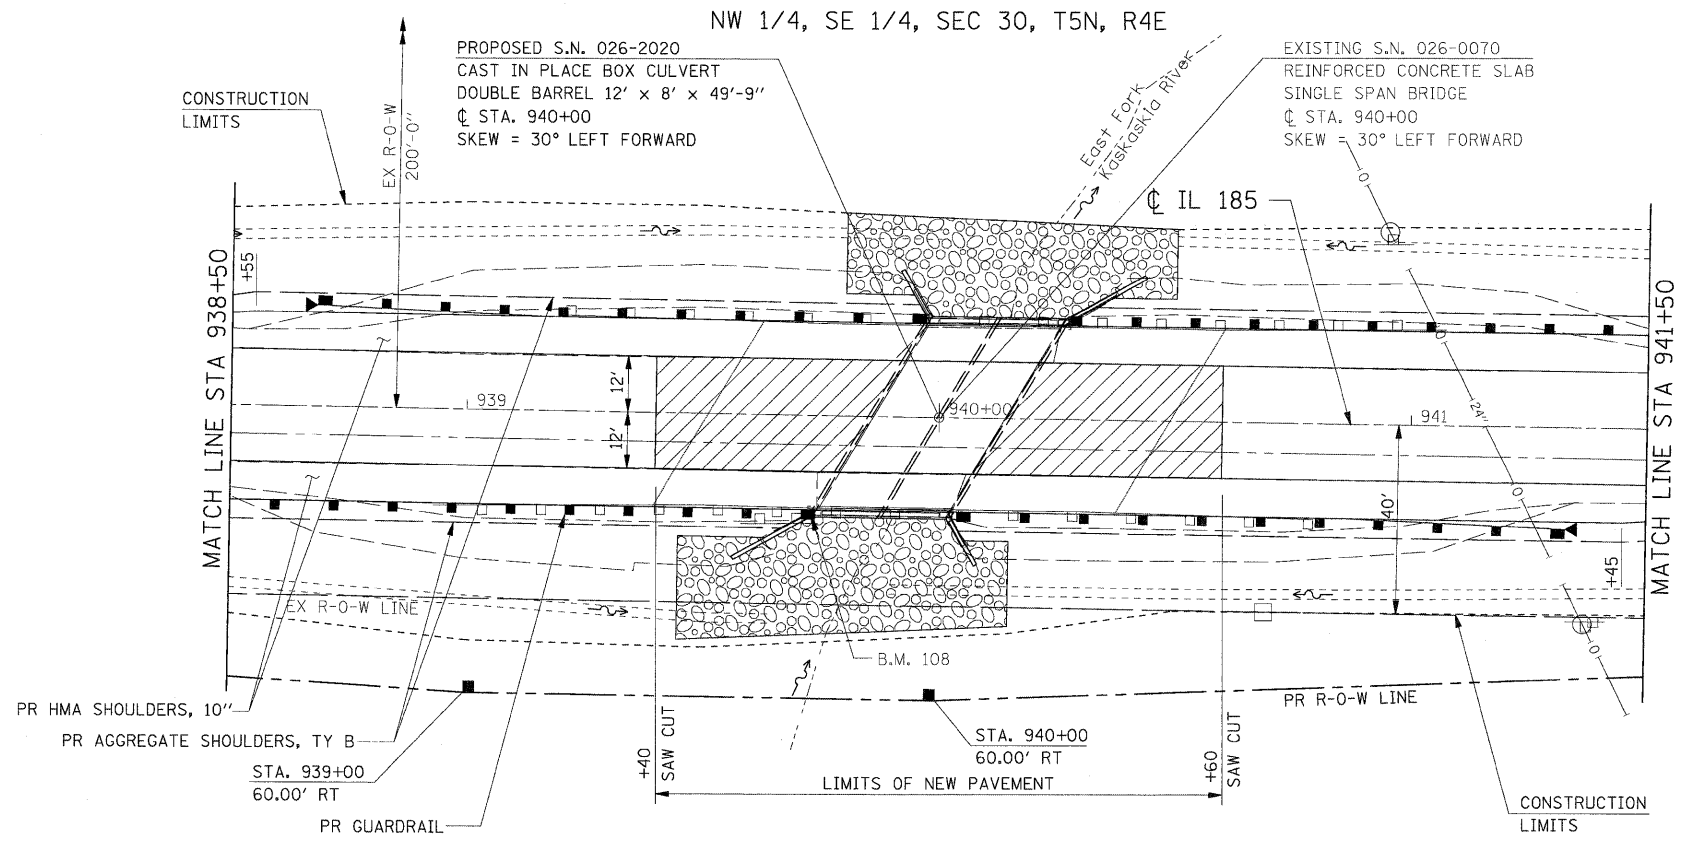 NW 1/4, SE 1/4, SEC 30, T5N, R4E
PROPOSED S.N. 026-2020
CAST IN PLACE BOX CULVERT
DOUBLE BARREL 12' x 8' x 49'-9"
℄ STA. 940+00
SKEW = 30° LEFT FORWARD
EXISTING S.N. 026-0070
REINFORCED CONCRETE SLAB
SINGLE SPAN BRIDGE
℄ STA. 940+00
SKEW = 30° LEFT FORWARD
CONSTRUCTION
LIMITS
EX R-O-W
200'-0"
East Fork
Kaskaskia River
℄ IL 185
MATCH LINE STA 938+50
+55
MATCH LINE STA 941+50
+45
12'
12'
939
940+00
941
24"
40'
EX R-O-W LINE
B.M. 108
PR HMA SHOULDERS, 10"
PR AGGREGATE SHOULDERS, TY B
STA. 939+00
60.00' RT
PR GUARDRAIL
+40
SAW CUT
LIMITS OF NEW PAVEMENT
STA. 940+00
60.00' RT
+60
SAW CUT
PR R-O-W LINE
CONSTRUCTION
LIMITS